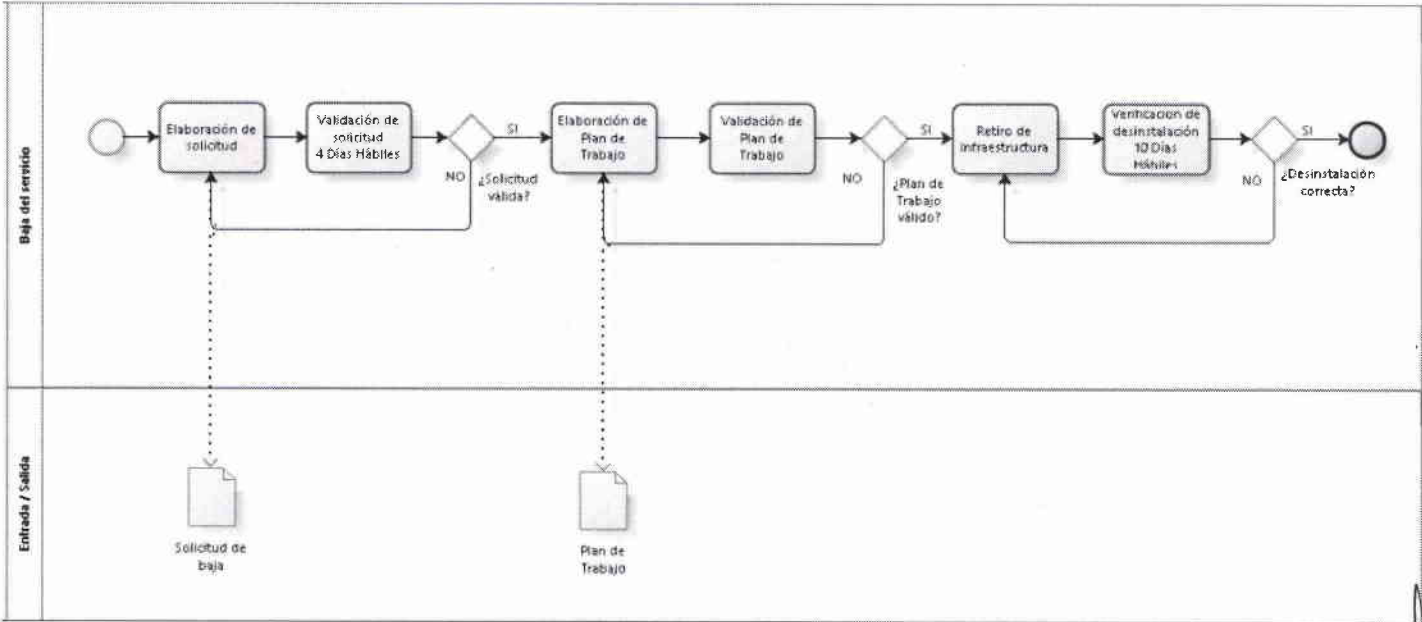 Baja del servicio
Elaboración de
solicitud
Validación de
solicitud
4 Días Hábiles
SI
NO
¿Solicitud
válida?
Elaboración de
Plan de
Trabajo
Validación de
Plan de
Trabajo
SI
NO
¿Plan de
Trabajo
válido?
Retiro de
Infraestructura
Verificación de
desinstalación
10 Días
Hábiles
SI
NO
¿Desinstalación
correcta?
Entrada / Salida
Solicitud de
baja
Plan de
Trabajo